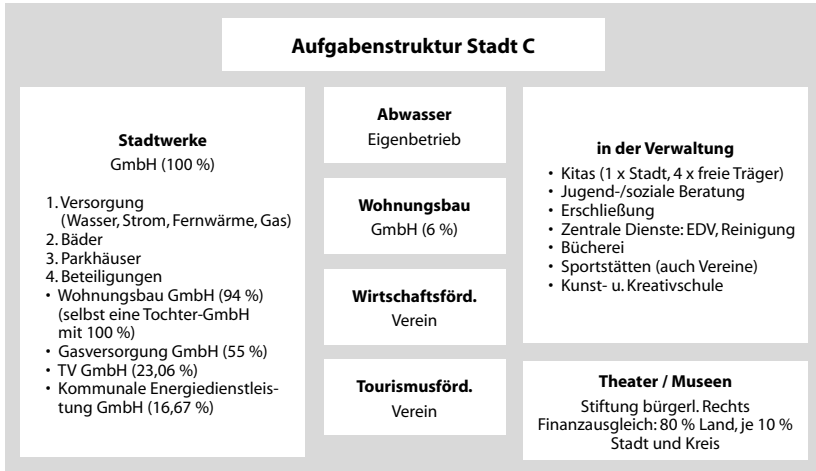 Aufgabenstruktur Stadt C
Stadtwerke
GmbH (100 %)
1. Versorgung
(Wasser, Strom, Fernwärme, Gas)
2. Bäder
3. Parkhäuser
4. Beteiligungen
• Wohnungsbau GmbH (94 %)
(selbst eine Tochter-GmbH
mit 100 %)
• Gasversorgung GmbH (55 %)
• TV GmbH (23,06 %)
• Kommunale Energiedienstleis-
tung GmbH (16,67 %)
Abwasser
Eigenbetrieb
Wohnungsbau
GmbH (6 %)
Wirtschaftsförd.
Verein
Tourismusförd.
Verein
in der Verwaltung
• Kitas (1 x Stadt, 4 x freie Träger)
• Jugend-/soziale Beratung
• Erschließung
• Zentrale Dienste: EDV, Reinigung
• Bücherei
• Sportstätten (auch Vereine)
• Kunst- u. Kreativschule
Theater / Museen
Stiftung bürgerl. Rechts
Finanzausgleich: 80 % Land, je 10 %
Stadt und Kreis